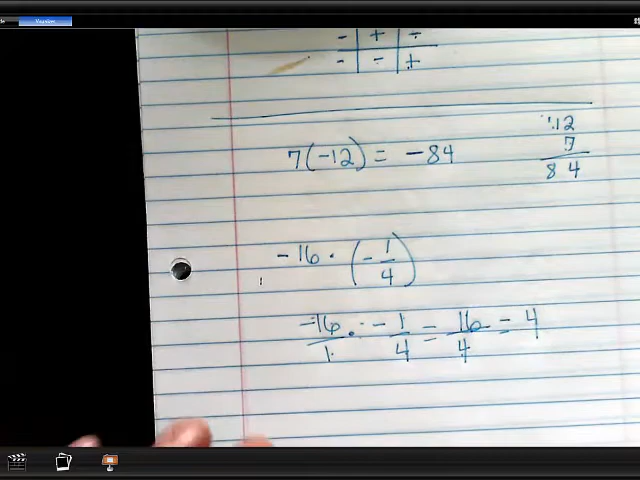 - + ÷
- - +
12
7
7(-12) = -84
84
-16 · (-1/4)
-16/1 · -1/4 = 16/4 = 4